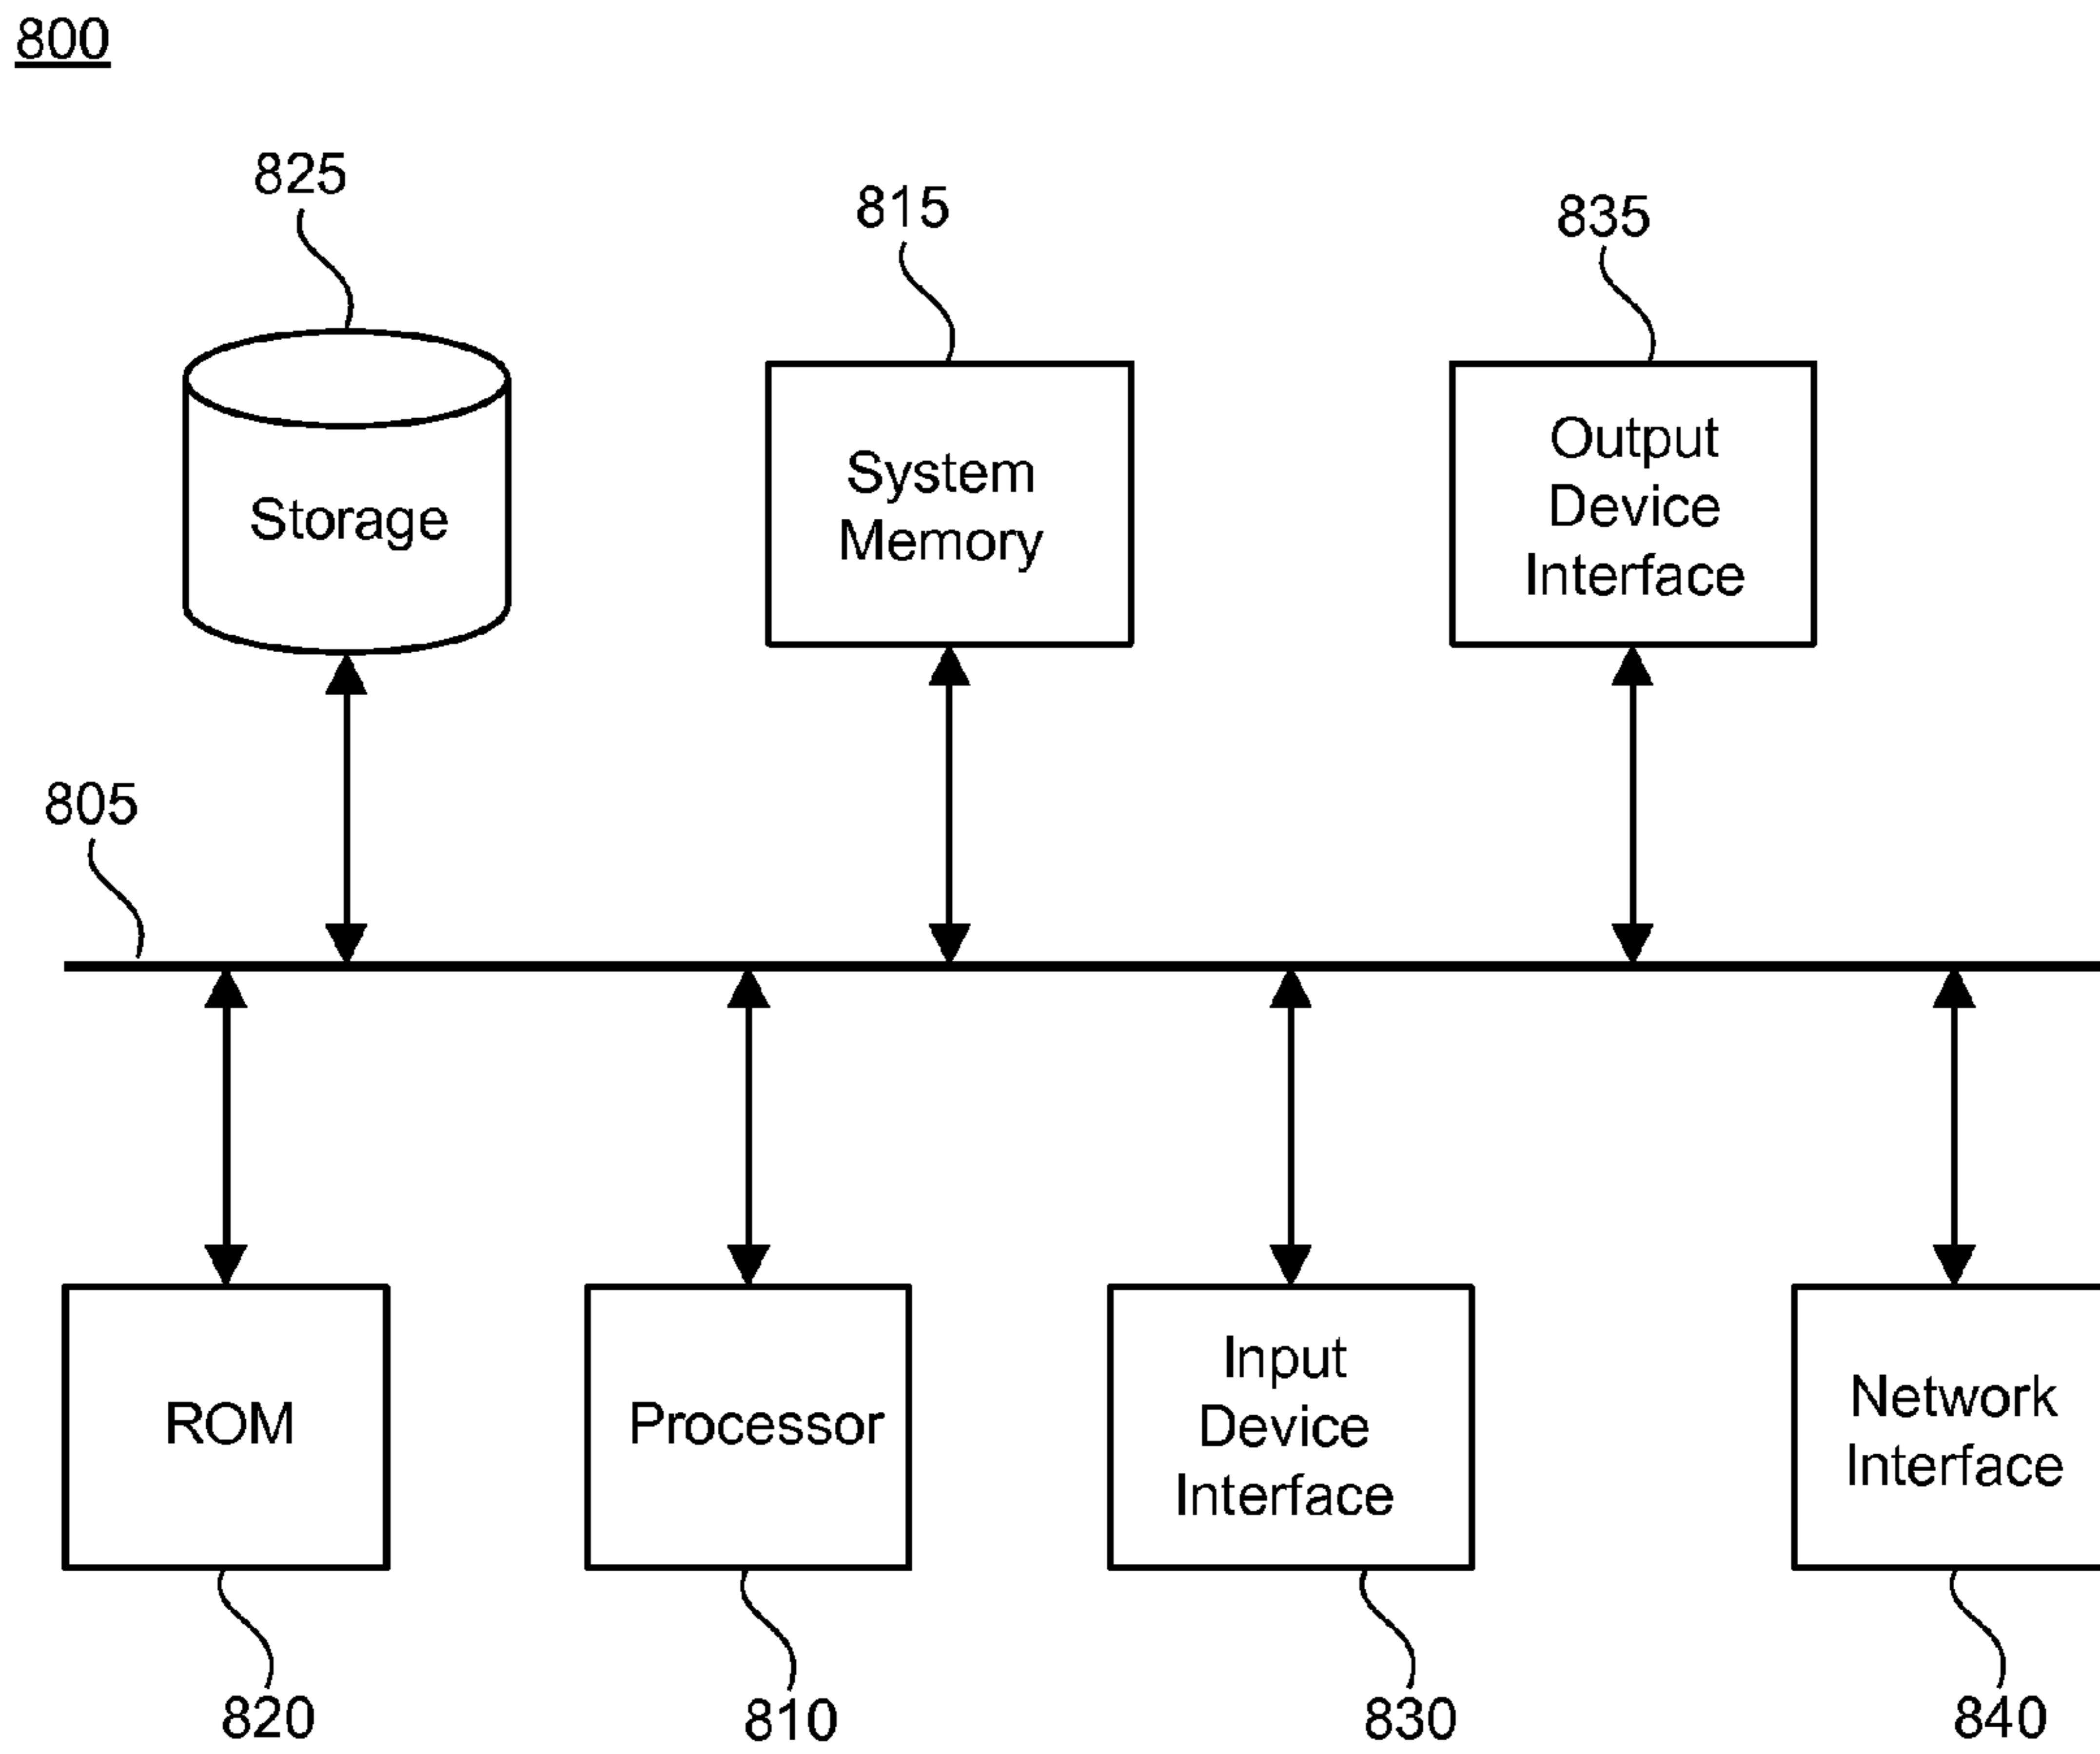 800
825
815
835
Storage
System
Memory
Output
Device
Interface
805
ROM
Processor
Input
Device
Interface
Network
Interface
820
810
830
840